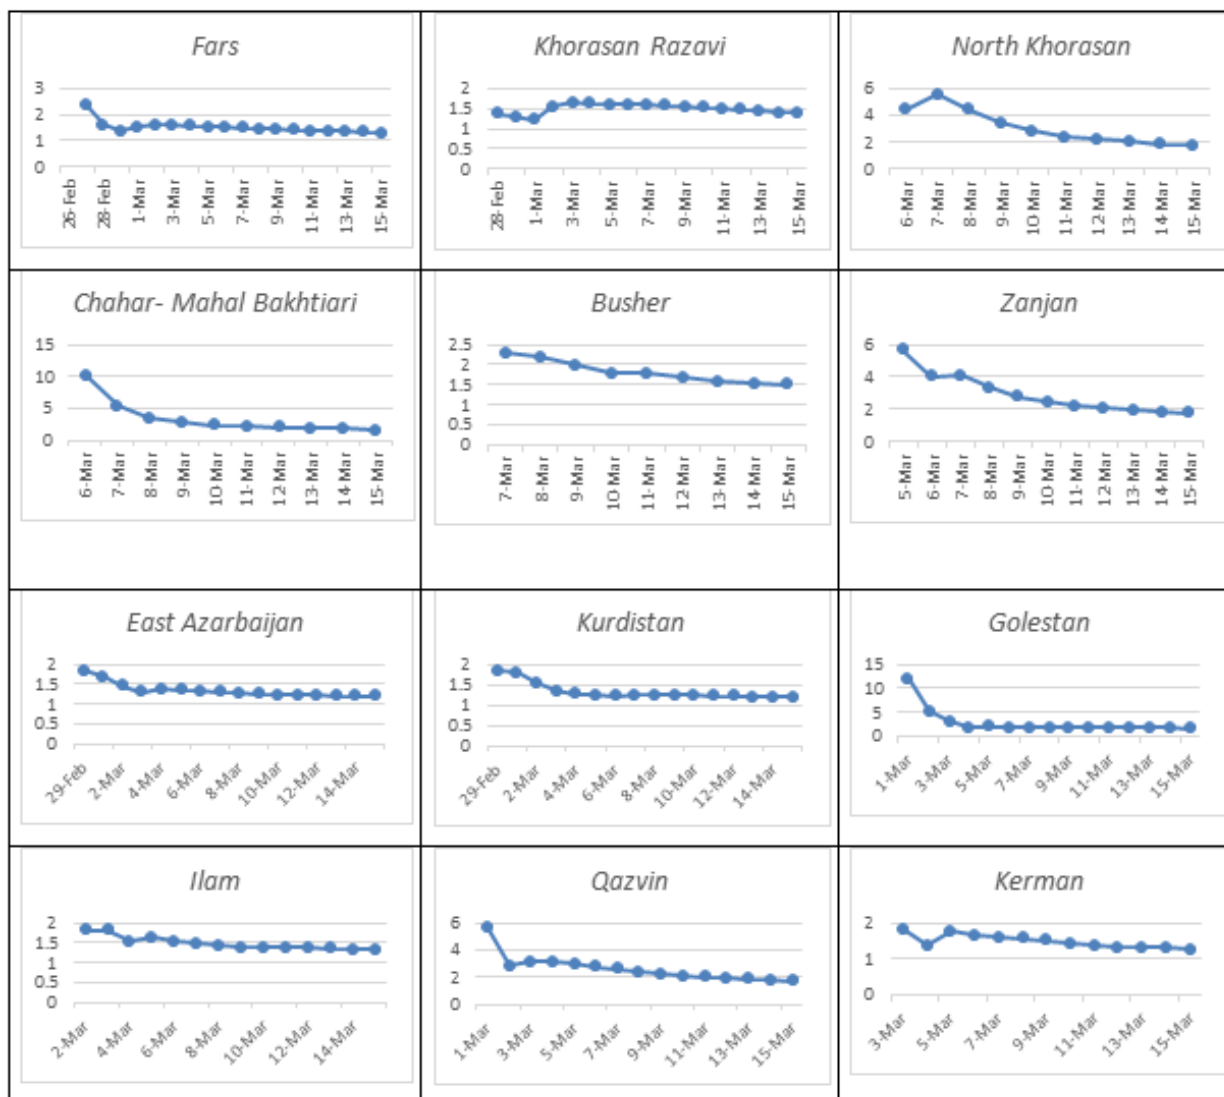 Fars
3
2
1
0
26-Feb 28-Feb 1-Mar 3-Mar 5-Mar 7-Mar 9-Mar 11-Mar 13-Mar 15-Mar
Khorasan Razavi
2
1.5
1
0.5
0
28-Feb 1-Mar 3-Mar 5-Mar 7-Mar 9-Mar 11-Mar 13-Mar 15-Mar
North Khorasan
6
4
2
0
6-Mar 7-Mar 8-Mar 9-Mar 10-Mar 11-Mar 12-Mar 13-Mar 14-Mar 15-Mar
Chahar- Mahal Bakhtiari
15
10
5
0
6-Mar 7-Mar 8-Mar 9-Mar 10-Mar 11-Mar 12-Mar 13-Mar 14-Mar 15-Mar
Busher
2.5
2
1.5
1
0.5
0
7-Mar 8-Mar 9-Mar 10-Mar 11-Mar 12-Mar 13-Mar 14-Mar 15-Mar
Zanjan
6
4
2
0
5-Mar 6-Mar 7-Mar 8-Mar 9-Mar 10-Mar 11-Mar 12-Mar 13-Mar 14-Mar 15-Mar
East Azarbaijan
2
1.5
1
0.5
0
29-Feb 2-Mar 4-Mar 6-Mar 8-Mar 10-Mar 12-Mar 14-Mar
Kurdistan
2
1.5
1
0.5
0
29-Feb 2-Mar 4-Mar 6-Mar 8-Mar 10-Mar 12-Mar 14-Mar
Golestan
15
10
5
0
1-Mar 3-Mar 5-Mar 7-Mar 9-Mar 11-Mar 13-Mar 15-Mar
Ilam
2
1.5
1
0.5
0
2-Mar 4-Mar 6-Mar 8-Mar 10-Mar 12-Mar 14-Mar
Qazvin
6
4
2
0
1-Mar 3-Mar 5-Mar 7-Mar 9-Mar 11-Mar 13-Mar 15-Mar
Kerman
2
1
0
3-Mar 5-Mar 7-Mar 9-Mar 11-Mar 13-Mar 15-Mar